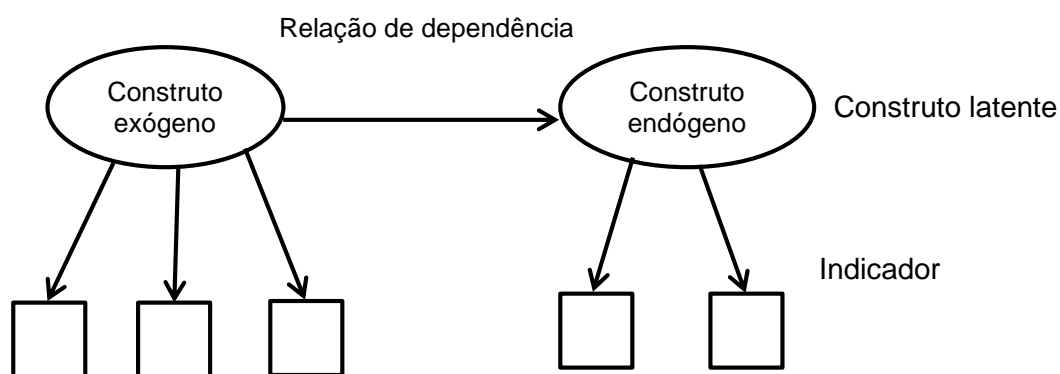 Relação de dependência
Construto
exógeno
Construto
endógeno
Construto latente
Indicador